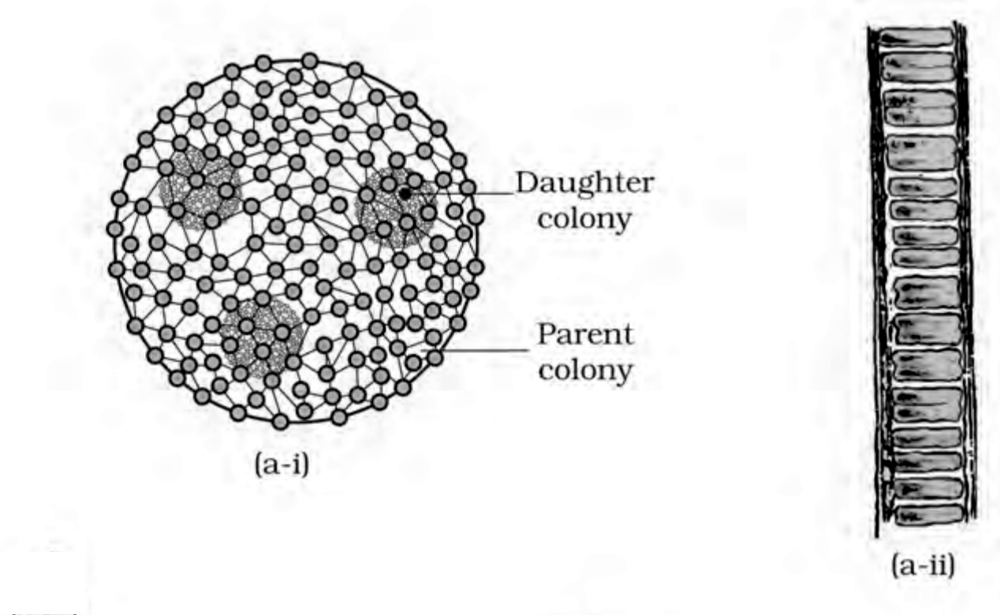 Daughter
colony
Parent
colony
(a-i)
(a-ii)